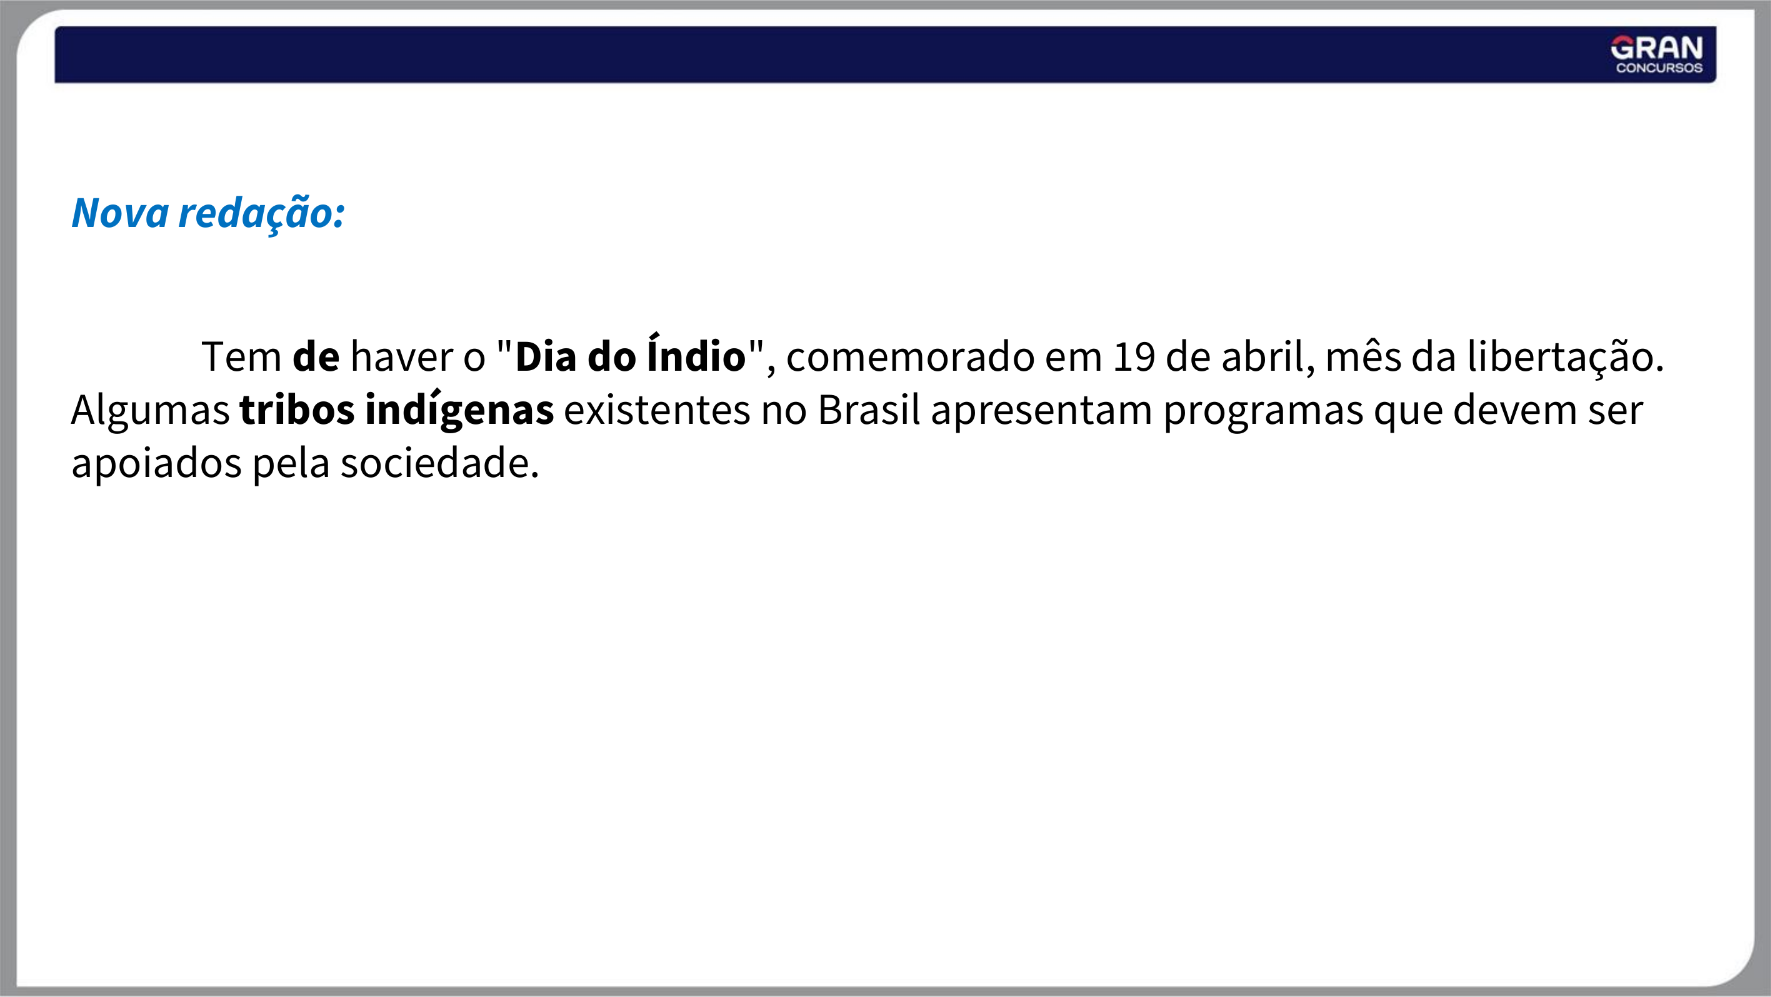 GRAN
CONCURSOS
Nova redação:
Tem de haver o "Dia do Índio", comemorado em 19 de abril, mês da libertação.
Algumas tribos indígenas existentes no Brasil apresentam programas que devem ser
apoiados pela sociedade.